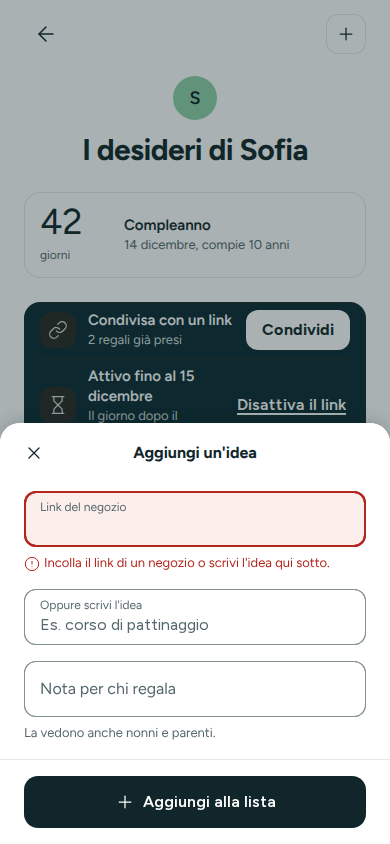 S
I desideri di Sofia
42
giorni
Compleanno
14 dicembre, compie 10 anni
Condivisa con un link
2 regali già presi
Condividi
Attivo fino al 15
dicembre
Il giorno dopo il
Disattiva il link
Aggiungi un'idea
Link del negozio
Incolla il link di un negozio o scrivi l'idea qui sotto.
Oppure scrivi l'idea
Es. corso di pattinaggio
Nota per chi regala
La vedono anche nonni e parenti.
Aggiungi alla lista